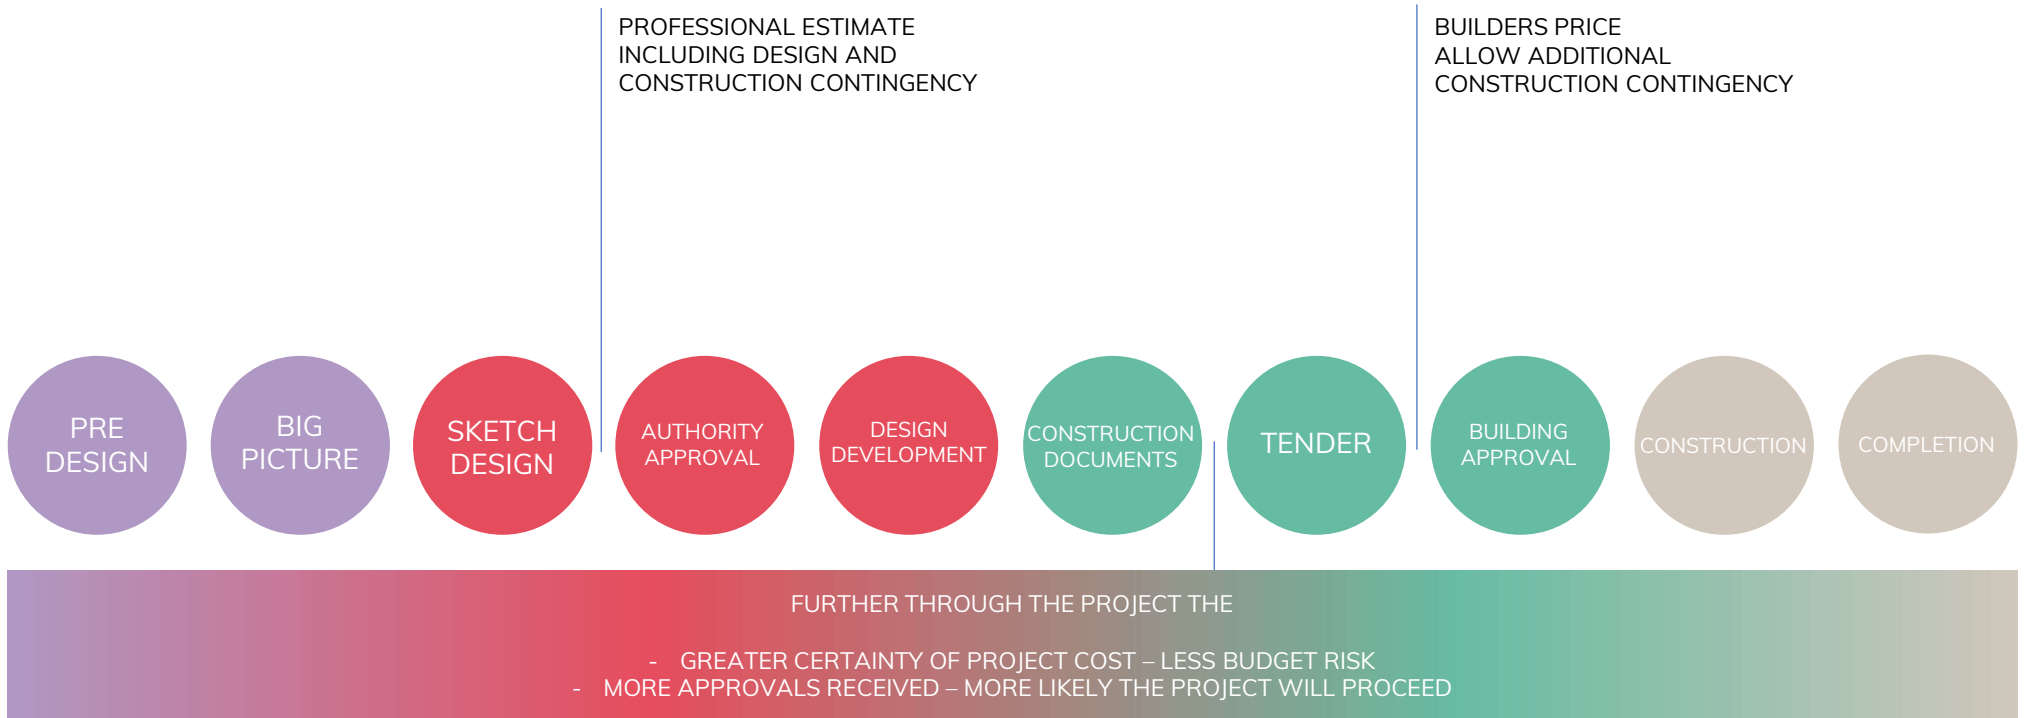 PROFESSIONAL ESTIMATE
INCLUDING DESIGN AND
CONSTRUCTION CONTINGENCY
BUILDERS PRICE
ALLOW ADDITIONAL
CONSTRUCTION CONTINGENCY
PRE
DESIGN
BIG
PICTURE
SKETCH
DESIGN
AUTHORITY
APPROVAL
DESIGN
DEVELOPMENT
CONSTRUCTION
DOCUMENTS
TENDER
BUILDING
APPROVAL
CONSTRUCTION
COMPLETION
FURTHER THROUGH THE PROJECT THE
- GREATER CERTAINTY OF PROJECT COST – LESS BUDGET RISK
- MORE APPROVALS RECEIVED – MORE LIKELY THE PROJECT WILL PROCEED